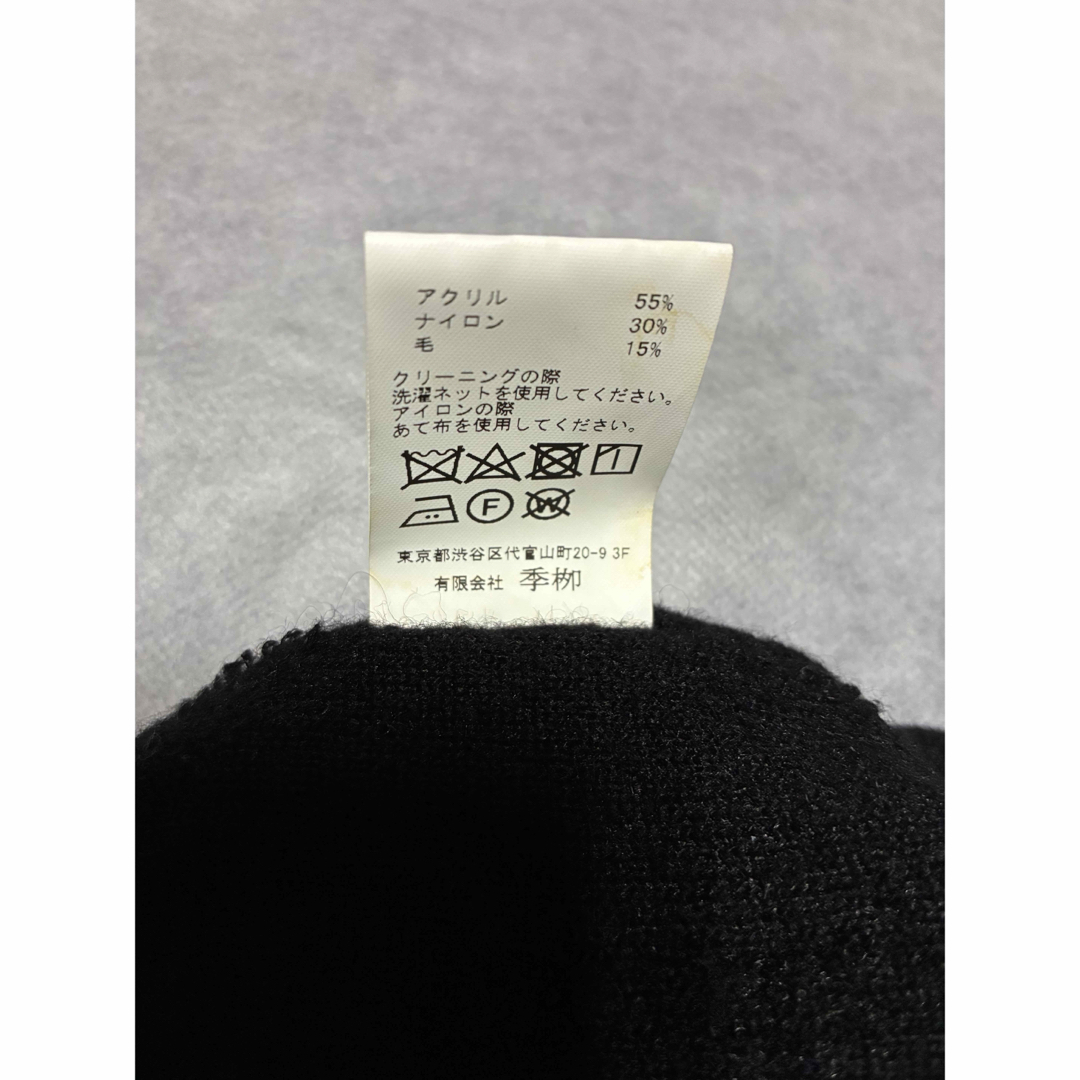 アクリル 55%
ナイロン 30%
毛 15%
クリーニングの際
洗濯ネットを使用してください。
アイロンの際
あて布を使用してください。
F W
東京都渋谷区代官山町20-9 3F
有限会社 季栁